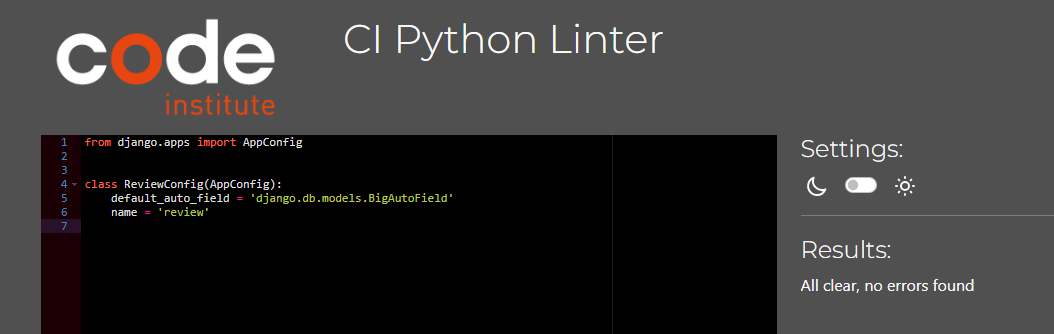 code
institute
CI Python Linter
1 from django.apps import AppConfig
2
3
4 class ReviewConfig(AppConfig):
5     default_auto_field = 'django.db.models.BigAutoField'
6     name = 'review'
7
Settings:
Results:
All clear, no errors found